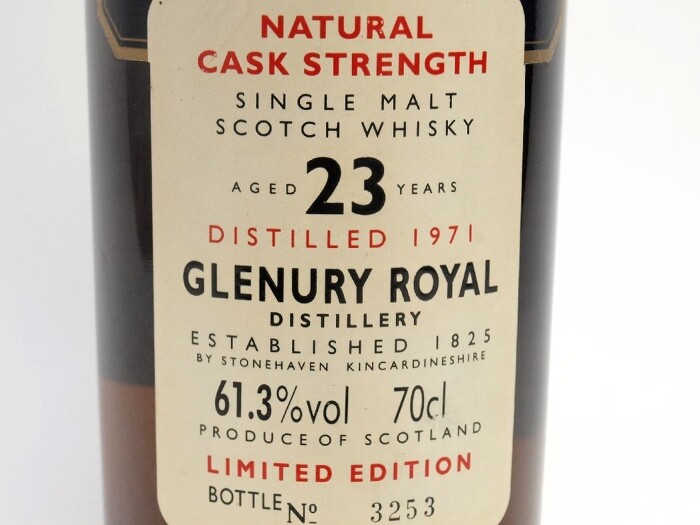 NATURAL
CASK STRENGTH
SINGLE MALT
SCOTCH WHISKY
AGED 23 YEARS
DISTILLED 1971
GLENURY ROYAL
DISTILLERY
ESTABLISHED 1825
BY STONEHAVEN KINCARDINESHIRE
61.3%vol 70cl
PRODUCE OF SCOTLAND
LIMITED EDITION
BOTTLE Nº 3253